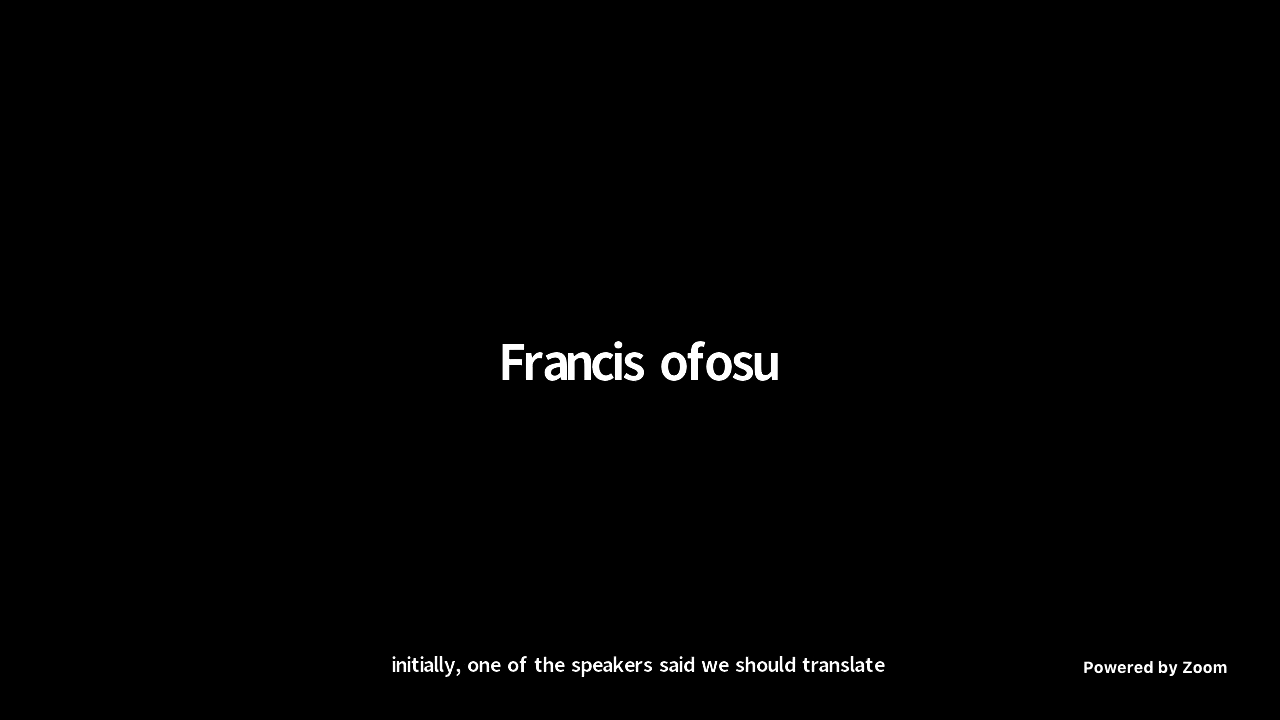 Francis ofosu
initially, one of the speakers said we should translate
Powered by Zoom